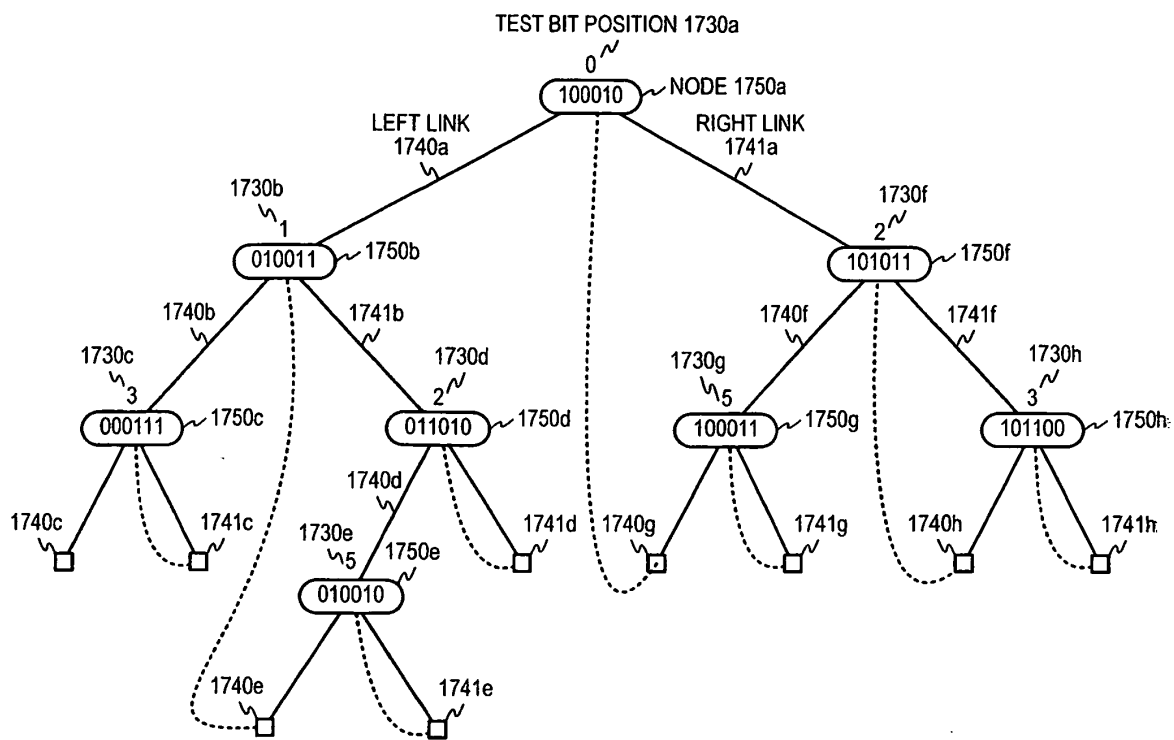 TEST BIT POSITION 1730a
0
100010
NODE 1750a
LEFT LINK
1740a
RIGHT LINK
1741a
1730b
1
010011
1750b
1730f
2
101011
1750f
1740b
1741b
1740f
1741f
1730c
3
000111
1750c
1730d
2
011010
1750d
1730g
5
100011
1750g
1730h
3
101100
1750h
1740c
1741c
1740d
1741d
1740g
1741g
1740h
1741h
1730e
5
1750e
010010
1740e
1741e